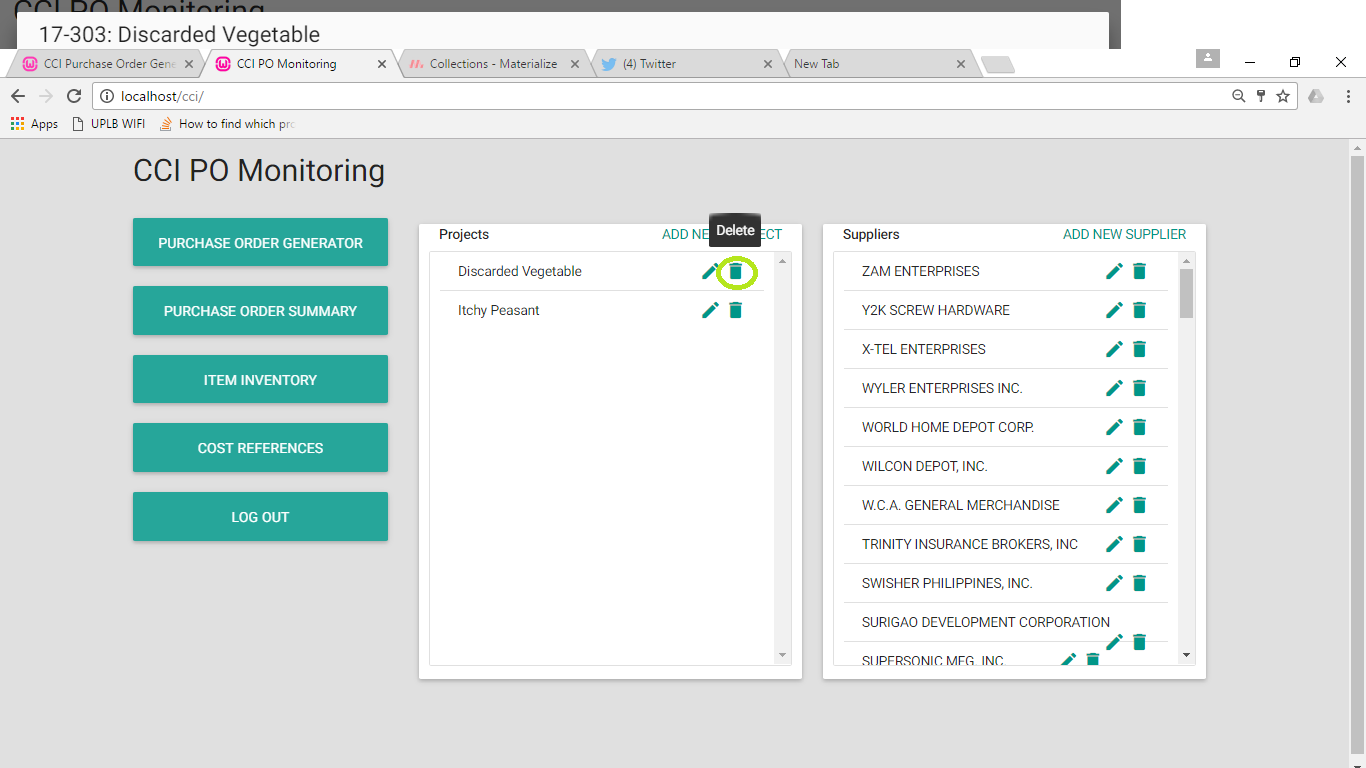 CCI PO Monitoring
17-303: Discarded Vegetable
CCI Purchase Order Gene
CCI PO Monitoring
Collections - Materialize
(4) Twitter
New Tab
localhost/cci/
Apps
UPLB WIFI
How to find which pro
CCI PO Monitoring
PURCHASE ORDER GENERATOR
PURCHASE ORDER SUMMARY
ITEM INVENTORY
COST REFERENCES
LOG OUT
Projects
ADD NE
CT
Delete
Discarded Vegetable
Itchy Peasant
Suppliers
ADD NEW SUPPLIER
ZAM ENTERPRISES
Y2K SCREW HARDWARE
X-TEL ENTERPRISES
WYLER ENTERPRISES INC.
WORLD HOME DEPOT CORP.
WILCON DEPOT, INC.
W.C.A. GENERAL MERCHANDISE
TRINITY INSURANCE BROKERS, INC
SWISHER PHILIPPINES, INC.
SURIGAO DEVELOPMENT CORPORATION
SUPERSONIC MFG. INC.